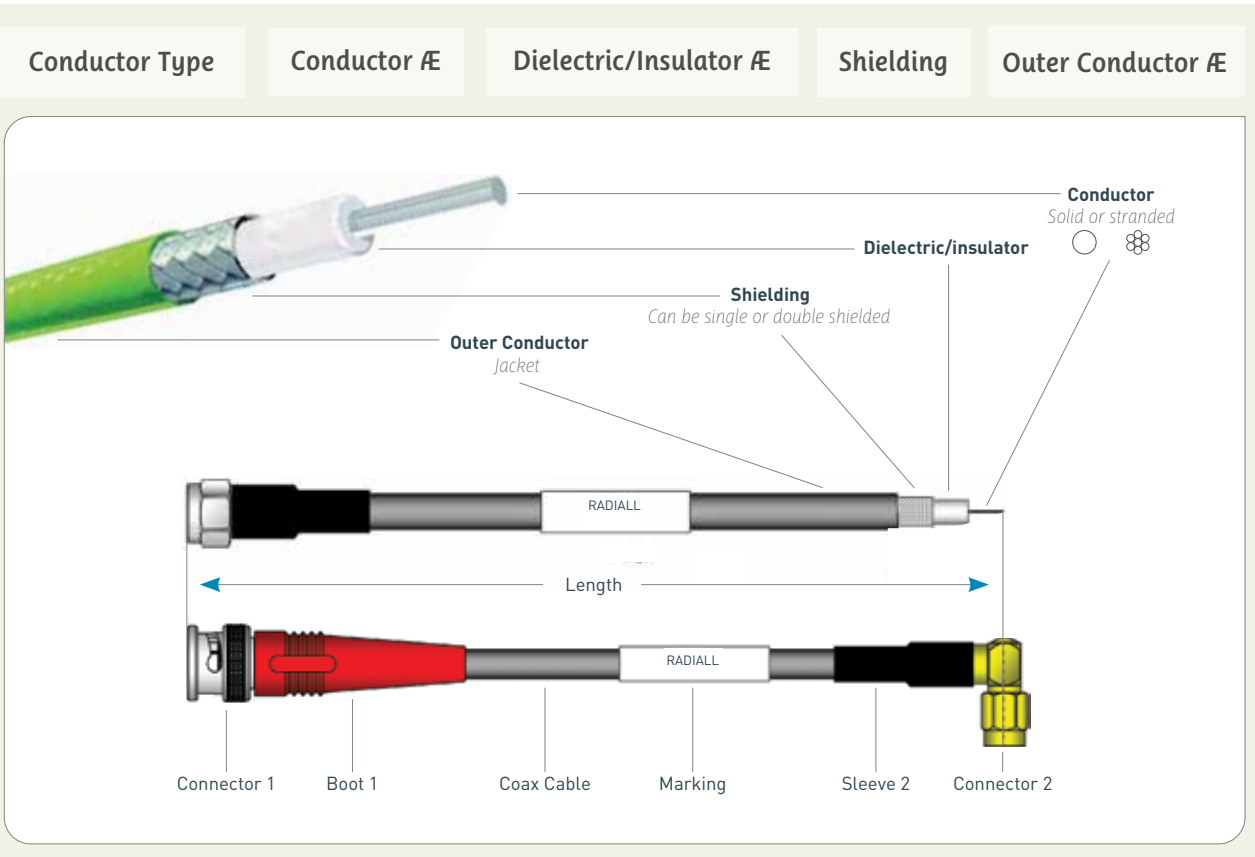 Conductor Type
Conductor Æ
Dielectric/Insulator Æ
Shielding
Outer Conductor Æ
Conductor
Solid or stranded
Dielectric/insulator
Shielding
Can be single or double shielded
Outer Conductor
Jacket
RADIALL
Length
RADIALL
Connector 1
Boot 1
Coax Cable
Marking
Sleeve 2
Connector 2